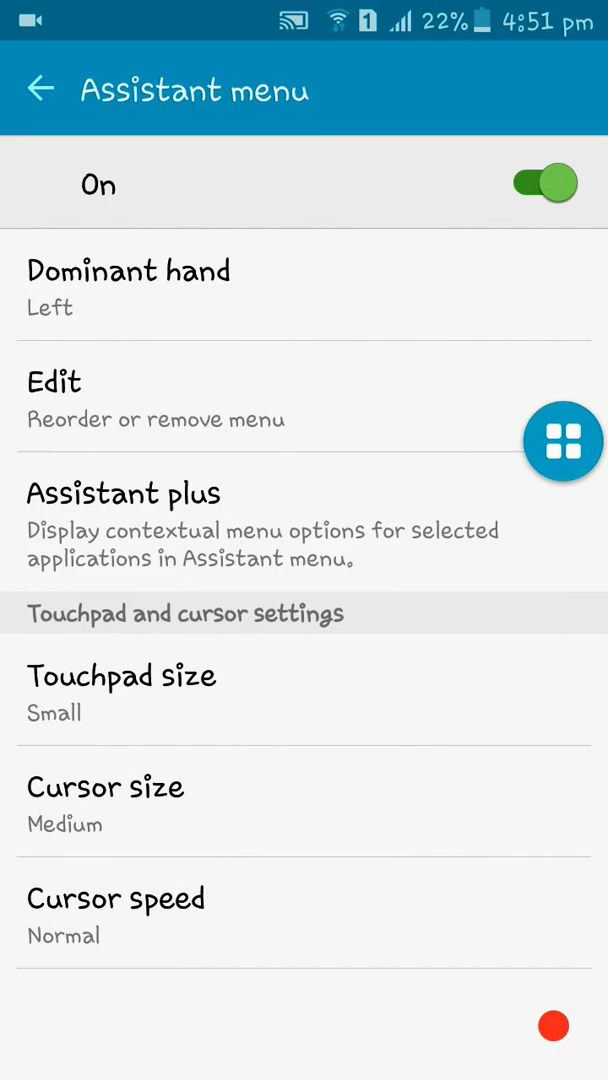 1 22% 4:51 pm
Assistant menu
On
Dominant hand
Left
Edit
Reorder or remove menu
Assistant plus
Display contextual menu options for selected
applications in Assistant menu.
Touchpad and cursor settings
Touchpad size
Small
Cursor size
Medium
Cursor speed
Normal